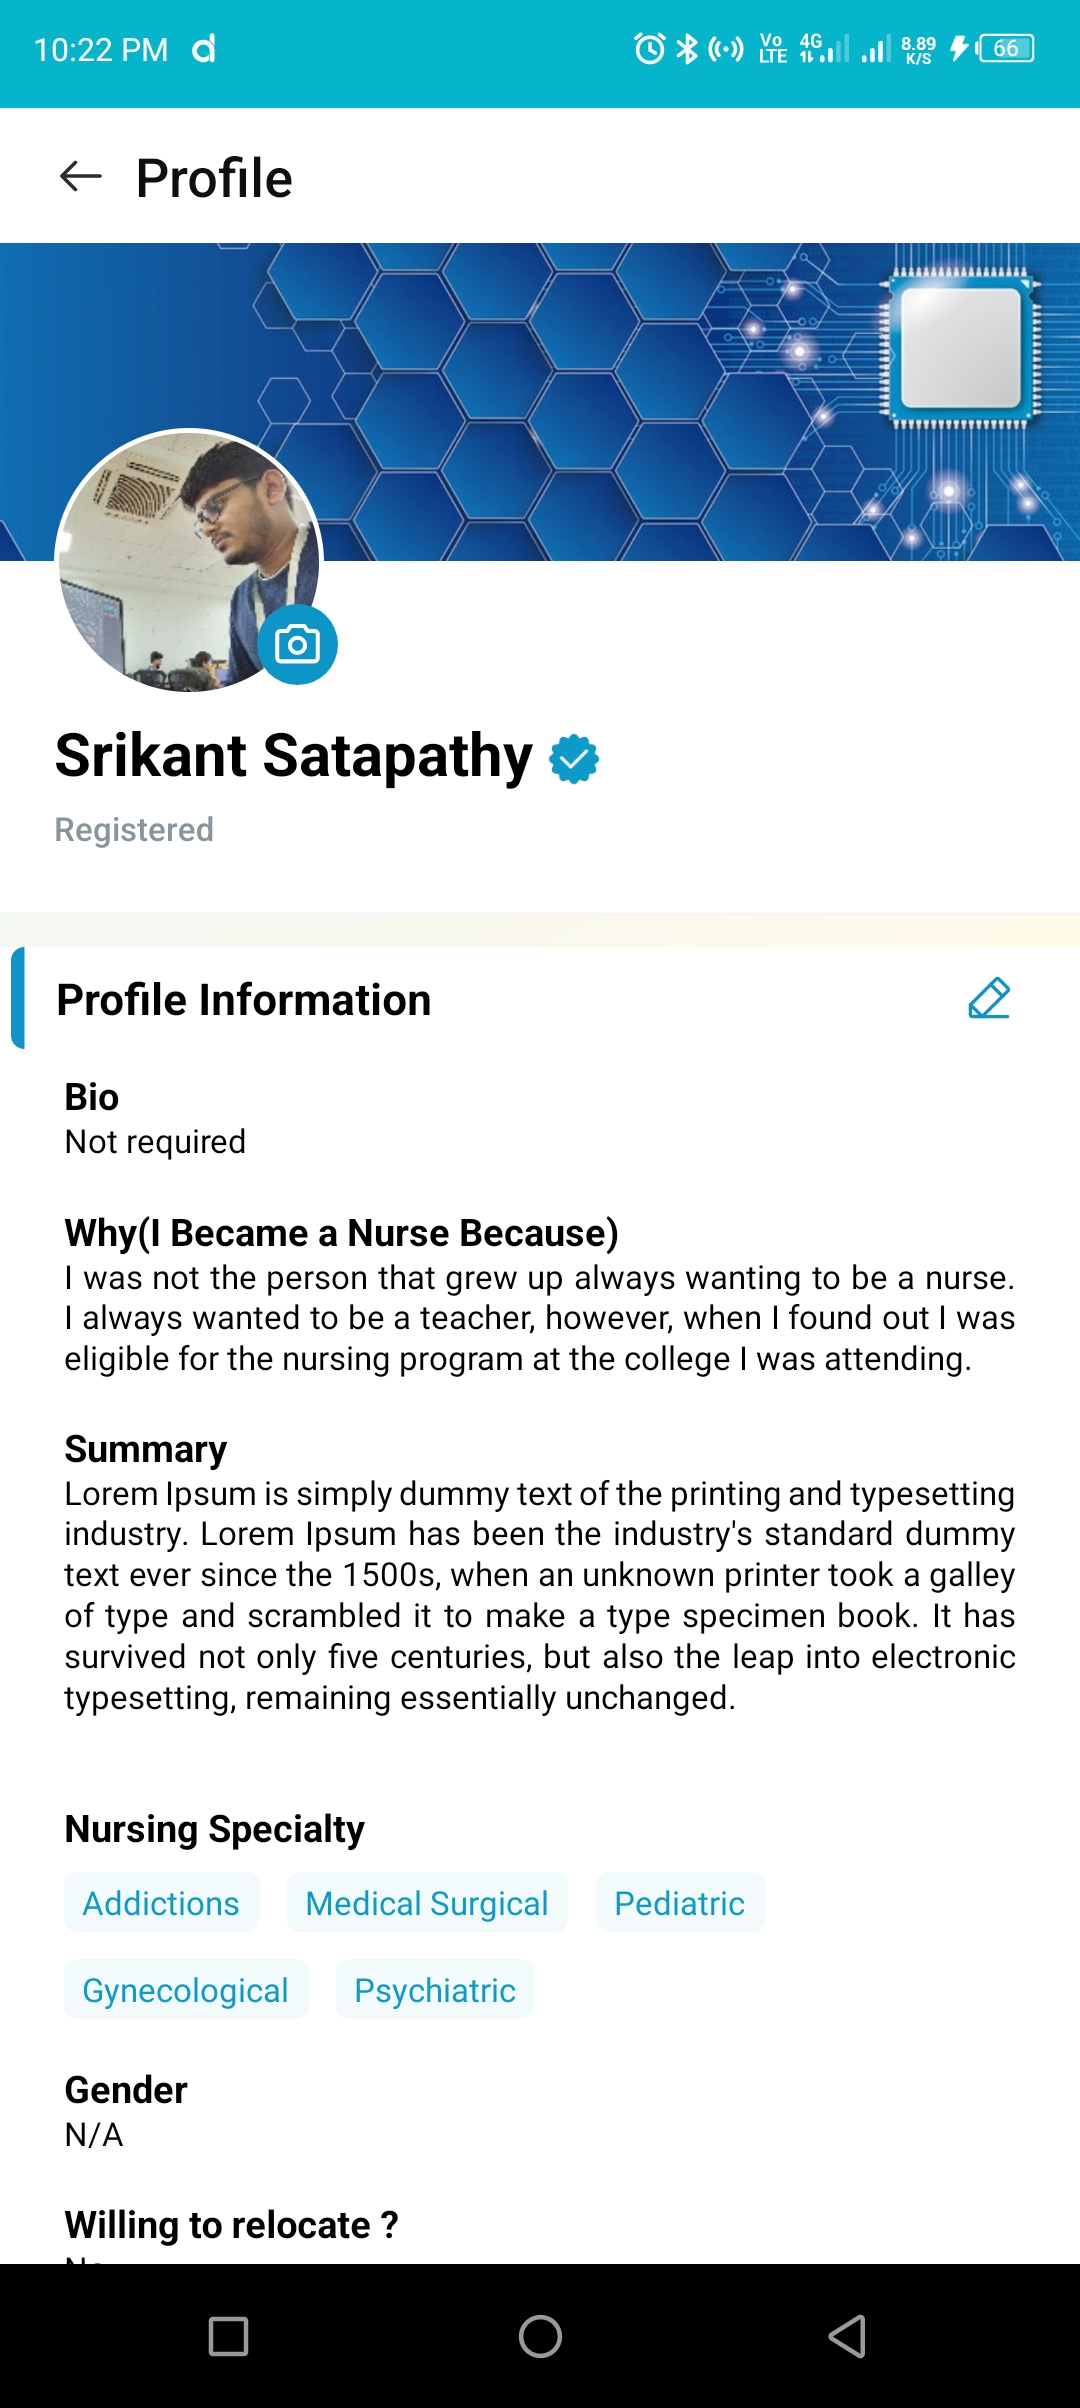 10:22 PM
Vo LTE 4G 8.89 K/S 66
Profile
Srikant Satapathy
Registered
Profile Information
Bio
Not required
Why(I Became a Nurse Because)
I was not the person that grew up always wanting to be a nurse.
I always wanted to be a teacher, however, when I found out I was
eligible for the nursing program at the college I was attending.
Summary
Lorem Ipsum is simply dummy text of the printing and typesetting
industry. Lorem Ipsum has been the industry's standard dummy
text ever since the 1500s, when an unknown printer took a galley
of type and scrambled it to make a type specimen book. It has
survived not only five centuries, but also the leap into electronic
typesetting, remaining essentially unchanged.
Nursing Specialty
Addictions Medical Surgical Pediatric
Gynecological Psychiatric
Gender
N/A
Willing to relocate ?